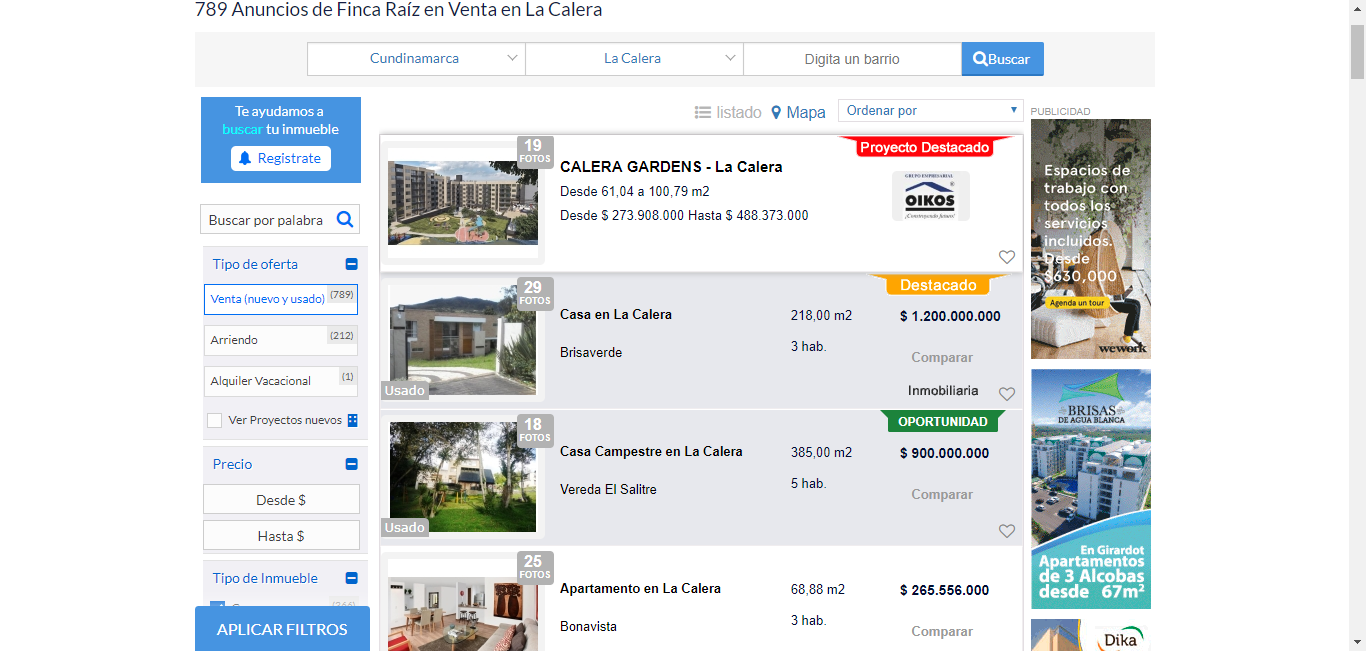 789 Anuncios de Finca Raíz en Venta en La Calera
Cundinamarca
La Calera
Digita un barrio
Buscar
Te ayudamos a
buscar tu inmueble
Registrate
Buscar por palabra
Tipo de oferta
Venta (nuevo y usado) (789)
Arriendo (212)
Alquiler Vacacional (1)
Ver Proyectos nuevos
Precio
Desde $
Hasta $
Tipo de Inmueble
APLICAR FILTROS
listado
Mapa
Ordenar por
19
FOTOS
CALERA GARDENS - La Calera
Desde 61,04 a 100,79 m2
Desde $ 273.908.000 Hasta $ 488.373.000
Proyecto Destacado
GRUPO EMPRESARIAL
OIKOS
¡Construyendo futuro!
29
FOTOS
Usado
Casa en La Calera
Brisaverde
218,00 m2
3 hab.
Destacado
$ 1.200.000.000
Comparar
Inmobiliaria
18
FOTOS
Usado
Casa Campestre en La Calera
Vereda El Salitre
385,00 m2
5 hab.
OPORTUNIDAD
$ 900.000.000
Comparar
25
FOTOS
Apartamento en La Calera
Bonavista
68,88 m2
3 hab.
$ 265.556.000
Comparar
PUBLICIDAD
Espacios de
trabajo con
todos los
servicios
incluidos.
Desde
$630.000
Agenda un tour
wework
BRISAS
DE AGUA BLANCA
En Girardot
Apartamentos
de 3 Alcobas
desde 67m²
Dika